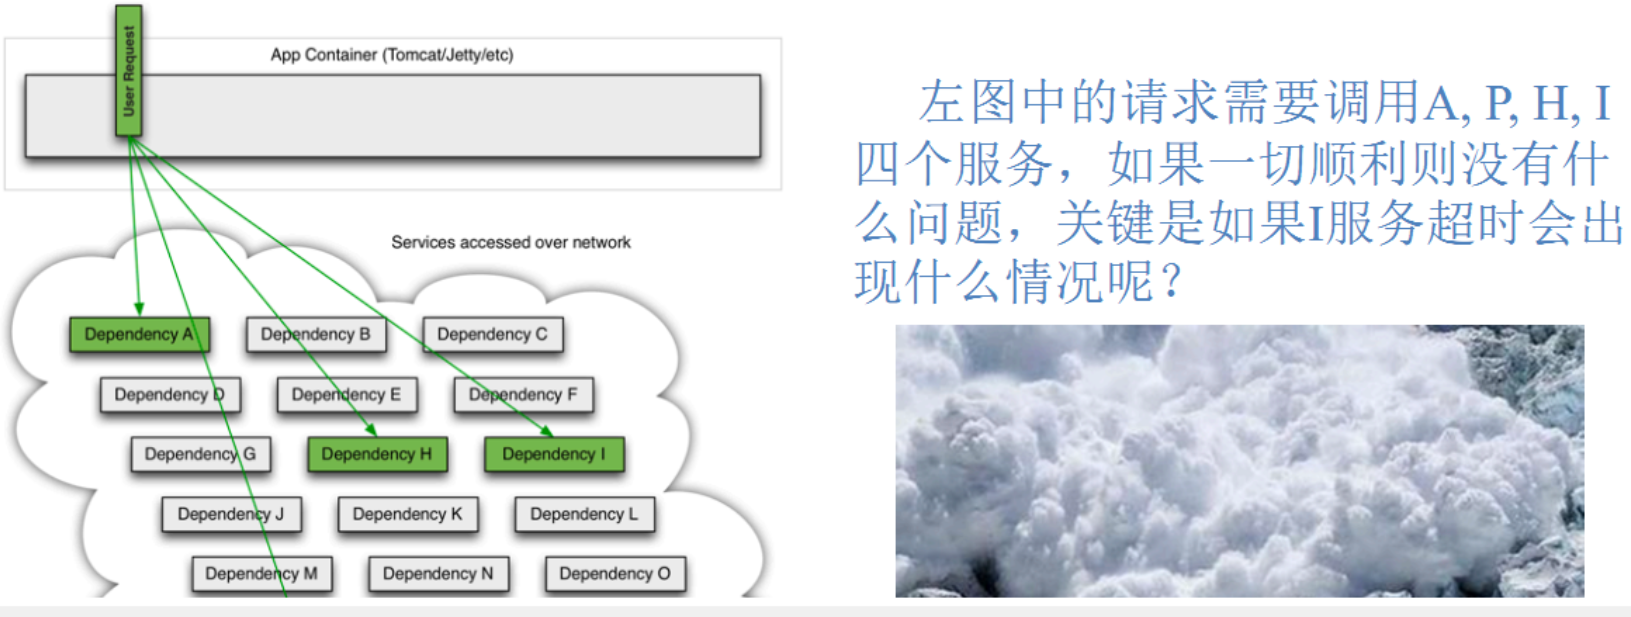 User Request
App Container (Tomcat/Jetty/etc)
Services accessed over network
Dependency A
Dependency B
Dependency C
Dependency D
Dependency E
Dependency F
Dependency G
Dependency H
Dependency I
Dependency J
Dependency K
Dependency L
Dependency M
Dependency N
Dependency O
左图中的请求需要调用A, P, H, I
四个服务，如果一切顺利则没有什
么问题，关键是如果I服务超时会出
现什么情况呢？